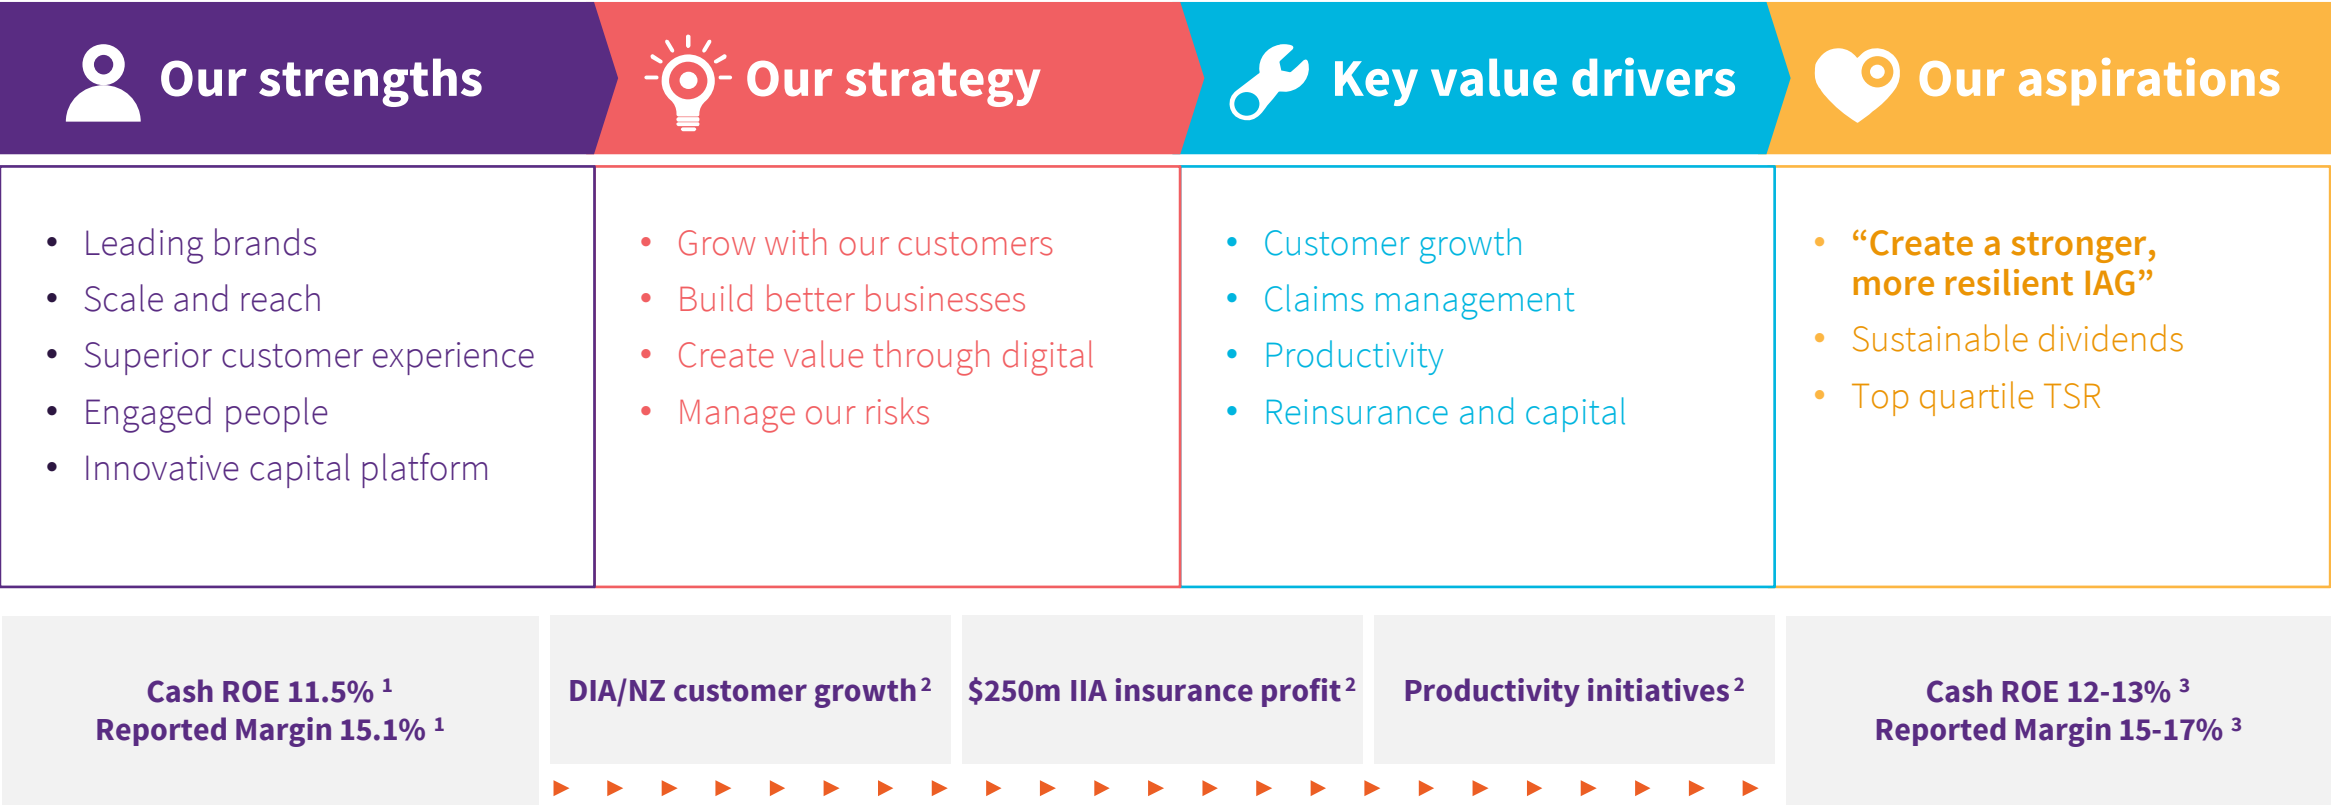 Our strengths
Our strategy
Key value drivers
Our aspirations
• Leading brands
• Scale and reach
• Superior customer experience
• Engaged people
• Innovative capital platform
• Grow with our customers
• Build better businesses
• Create value through digital
• Manage our risks
• Customer growth
• Claims management
• Productivity
• Reinsurance and capital
• “Create a stronger,
more resilient IAG”
• Sustainable dividends
• Top quartile TSR
Cash ROE 11.5% 1
Reported Margin 15.1% 1
DIA/NZ customer growth 2
$250m IIA insurance profit 2
Productivity initiatives 2
Cash ROE 12-13% 3
Reported Margin 15-17% 3